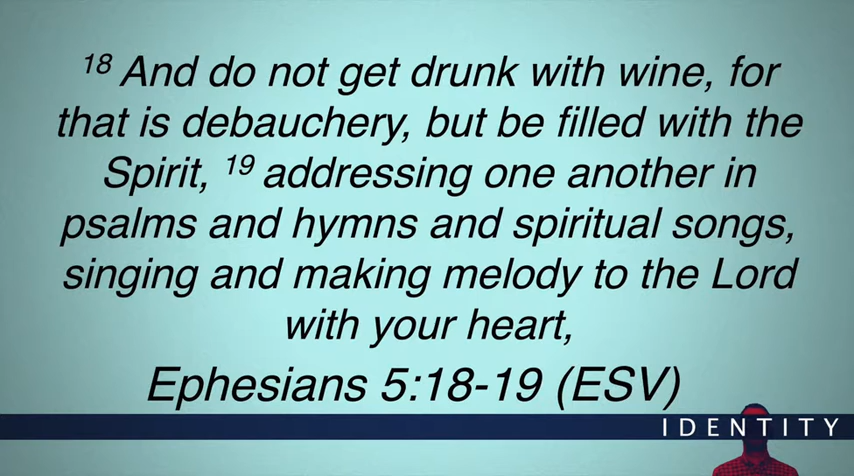 18 And do not get drunk with wine, for
that is debauchery, but be filled with the
Spirit, 19 addressing one another in
psalms and hymns and spiritual songs,
singing and making melody to the Lord
with your heart,
Ephesians 5:18-19 (ESV)
IDENTITY